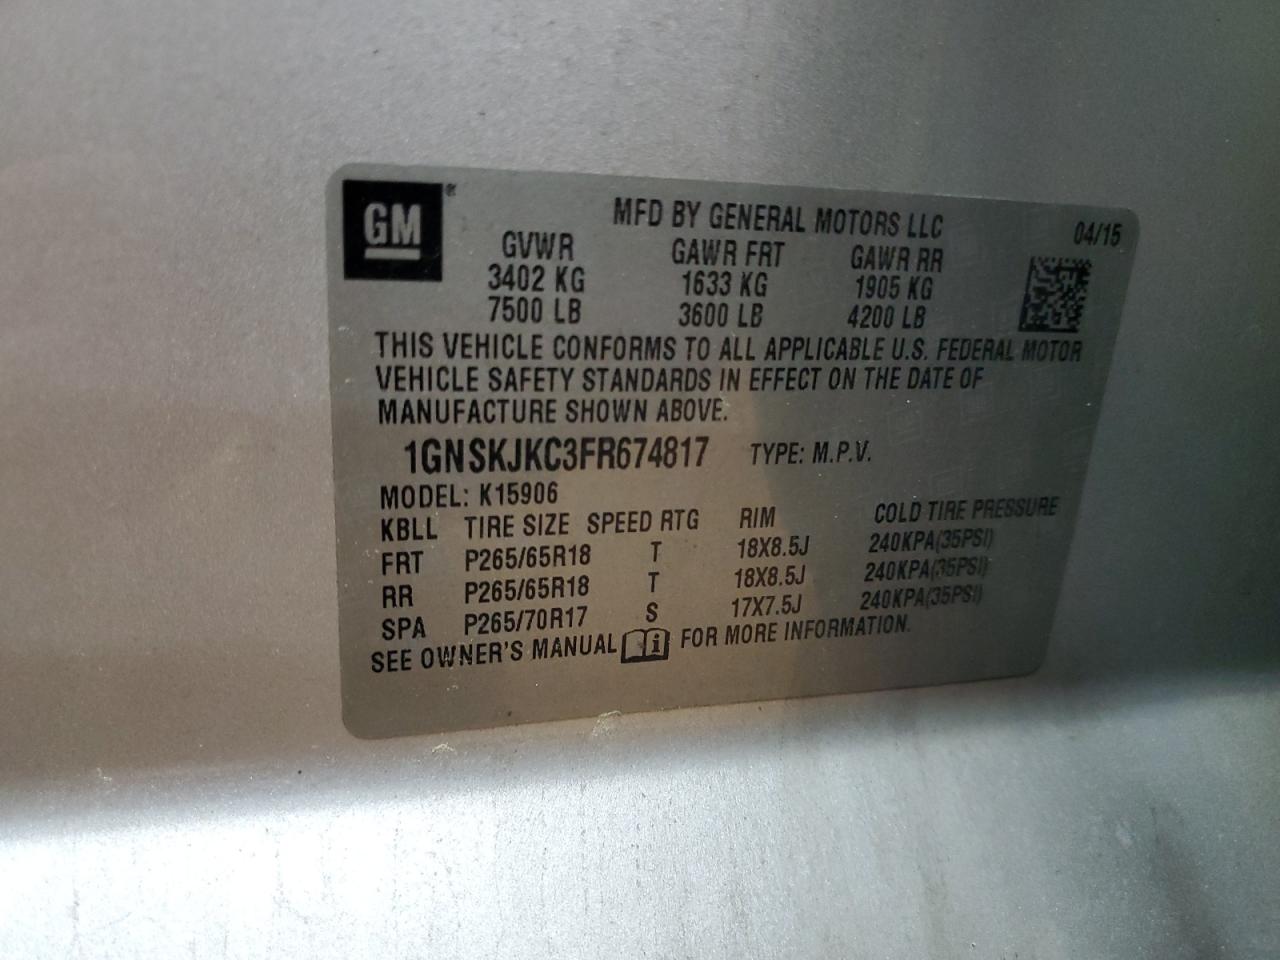 GM®
MFD BY GENERAL MOTORS LLC 04/15
GVWR GAWR FRT GAWR RR
3402 KG 1633 KG 1905 KG
7500 LB 3600 LB 4200 LB
THIS VEHICLE CONFORMS TO ALL APPLICABLE U.S. FEDERAL MOTOR
VEHICLE SAFETY STANDARDS IN EFFECT ON THE DATE OF
MANUFACTURE SHOWN ABOVE.
1GNSKJKC3FR674817 TYPE: M.P.V.
MODEL: K15906
KBLL TIRE SIZE SPEED RTG RIM COLD TIRE PRESSURE
FRT P265/65R18 T 18X8.5J 240KPA(35PSI)
RR P265/65R18 T 18X8.5J 240KPA(35PSI)
SPA P265/70R17 S 17X7.5J 240KPA(35PSI)
SEE OWNER'S MANUAL i FOR MORE INFORMATION.